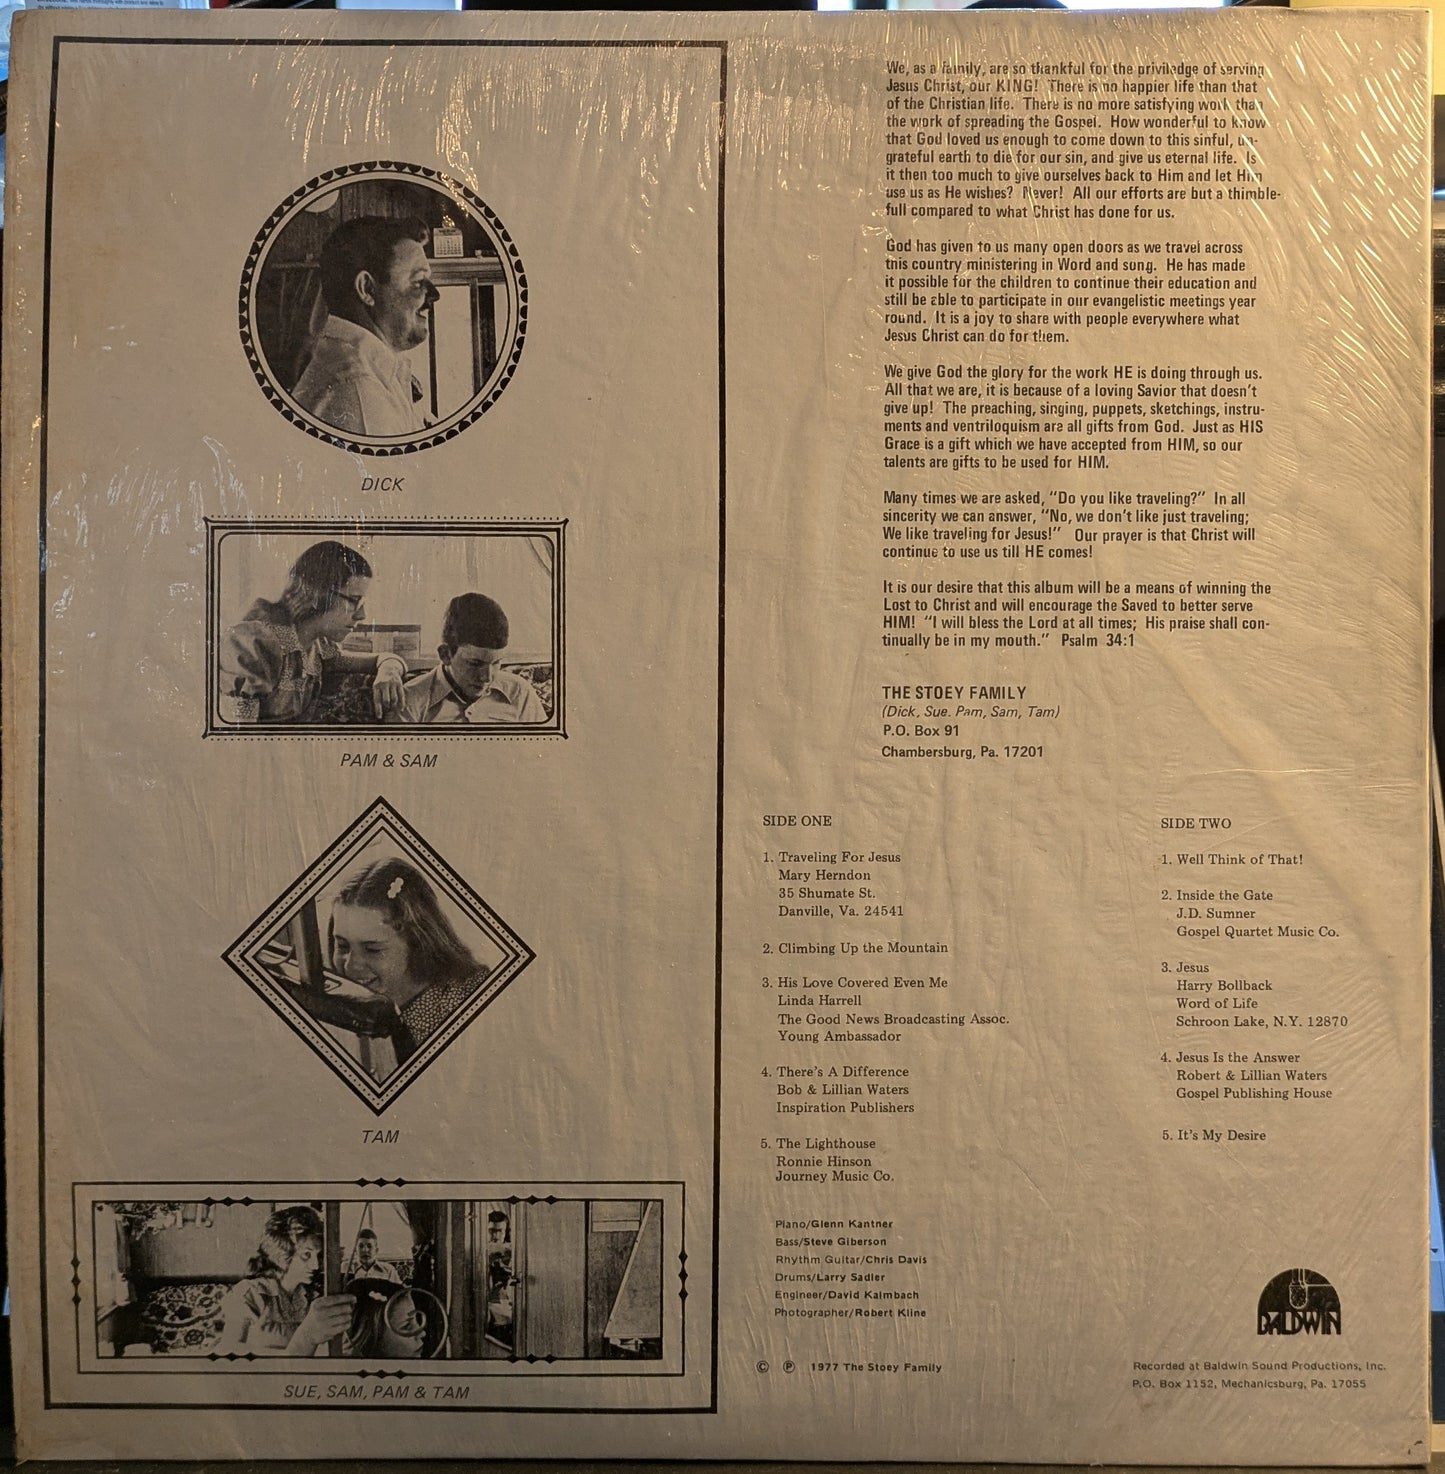 DICK
PAM & SAM
TAM
SUE, SAM, PAM & TAM
We, as a family, are so thankful for the priviledge of serving
Jesus Christ, our KING! There is no happier life than that
of the Christian life. There is no more satisfying work than
the work of spreading the Gospel. How wonderful to know
that God loved us enough to come down to this sinful, un-
grateful earth to die for our sin, and give us eternal life. Is
it then too much to give ourselves back to Him and let Him
use us as He wishes? Never! All our efforts are but a thimble-
full compared to what Christ has done for us.
God has given to us many open doors as we travel across
this country ministering in Word and song. He has made
it possible for the children to continue their education and
still be able to participate in our evangelistic meetings year
round. It is a joy to share with people everywhere what
Jesus Christ can do for them.
We give God the glory for the work HE is doing through us.
All that we are, it is because of a loving Savior that doesn't
give up! The preaching, singing, puppets, sketchings, instru-
ments and ventriloquism are all gifts from God. Just as HIS
Grace is a gift which we have accepted from HIM, so our
talents are gifts to be used for HIM.
Many times we are asked, "Do you like traveling?" In all
sincerity we can answer, "No, we don't like just traveling;
We like traveling for Jesus!" Our prayer is that Christ will
continue to use us till HE comes!
It is our desire that this album will be a means of winning the
Lost to Christ and will encourage the Saved to better serve
HIM! "I will bless the Lord at all times; His praise shall con-
tinually be in my mouth." Psalm 34:1
THE STOEY FAMILY
(Dick, Sue, Pam, Sam, Tam)
P.O. Box 91
Chambersburg, Pa. 17201
SIDE ONE
1. Traveling For Jesus
Mary Herndon
35 Shumate St.
Danville, Va. 24541
2. Climbing Up the Mountain
3. His Love Covered Even Me
Linda Harrell
The Good News Broadcasting Assoc.
Young Ambassador
4. There's A Difference
Bob & Lillian Waters
Inspiration Publishers
5. The Lighthouse
Ronnie Hinson
Journey Music Co.
Piano/Glenn Kantner
Bass/Steve Giberson
Rhythm Guitar/Chris Davis
Drums/Larry Sadler
Engineer/David Kalmbach
Photographer/Robert Kline
© ℗ 1977 The Stoey Family
SIDE TWO
1. Well Think of That!
2. Inside the Gate
J.D. Sumner
Gospel Quartet Music Co.
3. Jesus
Harry Bollback
Word of Life
Schroon Lake, N.Y. 12870
4. Jesus Is the Answer
Robert & Lillian Waters
Gospel Publishing House
5. It's My Desire
BALDWIN
Recorded at Baldwin Sound Productions, Inc.
P.O. Box 1152, Mechanicsburg, Pa. 17055